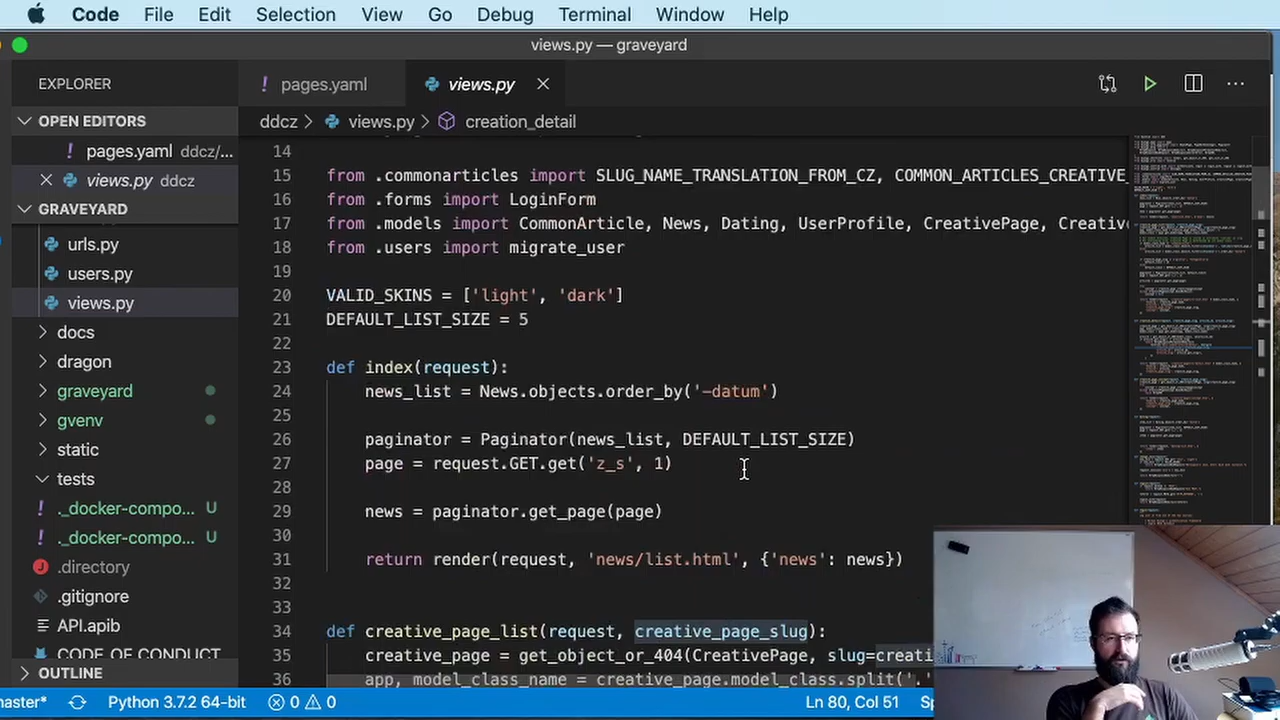 Code File Edit Selection View Go Debug Terminal Window Help
views.py — graveyard
EXPLORER
pages.yaml
views.py
ddcz > views.py > creation_detail
OPEN EDITORS
pages.yaml ddcz/...
views.py ddcz
GRAVEYARD
urls.py
users.py
views.py
docs
dragon
graveyard
gvenv
static
tests
._docker-compo... U
._docker-compo... U
.directory
.gitignore
API.apib
CODE OF CONDUCT
OUTLINE
14
15 from import SLUG_NAME_TRANSLATION_FROM_CZ, COMMON_ARTICLES_CREATIVE_
16 from .forms import LoginForm
17 from .models import CommonArticle, News, Dating, UserProfile, CreativePage, Creativ
18 from .users import migrate_user
19
20 VALID_SKINS = ['light', 'dark']
21 DEFAULT_LIST_SIZE = 5
22
23 def index(request):
24 news_list = News.objects.order_by('-datum')
25
26 paginator = Paginator(news_list, DEFAULT_LIST_SIZE)
27 page = request.GET.get('z_s', 1)
28
29 news = paginator.get_page(page)
30
31 return render(request, 'news/list.html', {'news': news})
32
33
34 def creative_page_list(request, creative_page_slug):
35 creative_page = get_object_or_404(CreativePage, slug=creati
36 app, model_class_name = creative_page.model_class.split('.'
master* Python 3.7.2 64-bit 0 0 Ln 80, Col 51 Sp